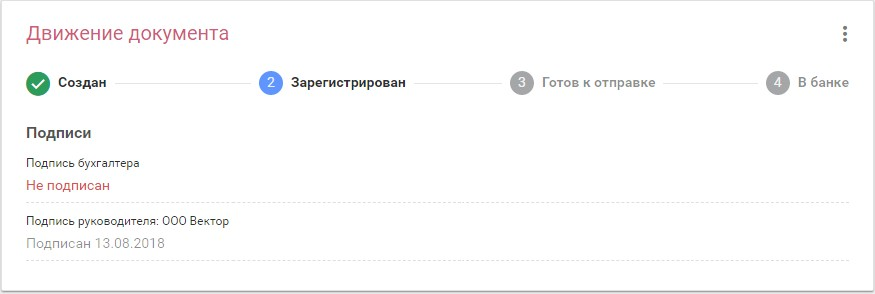 Движение документа
Создан 2 Зарегистрирован 3 Готов к отправке 4 В банке
Подписи
Подпись бухгалтера
Не подписан
Подпись руководителя: ООО Вектор
Подписан 13.08.2018